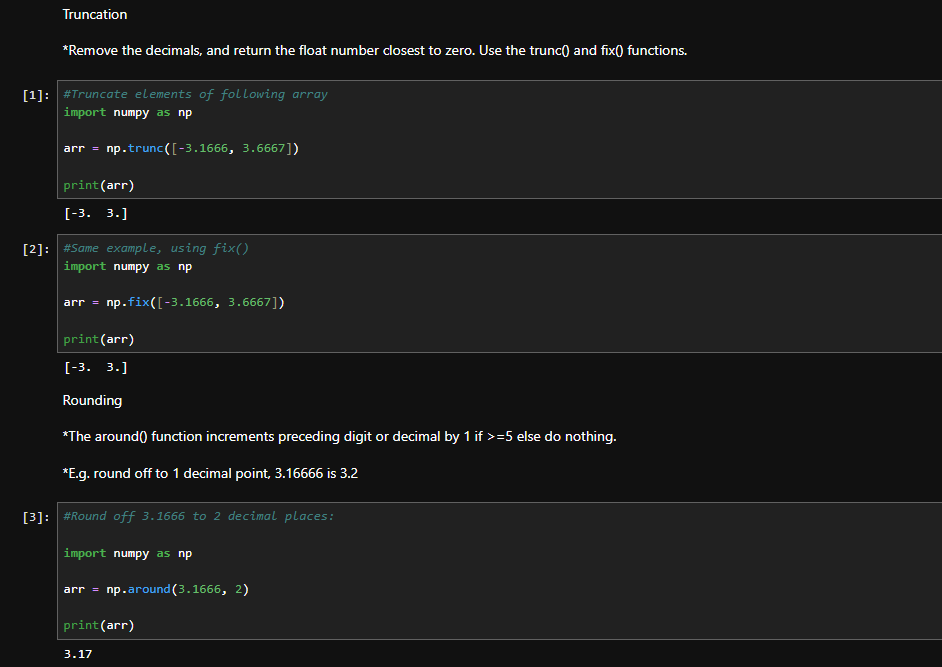 Truncation
*Remove the decimals, and return the float number closest to zero. Use the trunc() and fix() functions.
[1]: #Truncate elements of following array
import numpy as np
arr = np.trunc([-3.1666, 3.6667])
print(arr)
[-3.  3.]
[2]: #Same example, using fix()
import numpy as np
arr = np.fix([-3.1666, 3.6667])
print(arr)
[-3.  3.]
Rounding
*The around() function increments preceding digit or decimal by 1 if >=5 else do nothing.
*E.g. round off to 1 decimal point, 3.16666 is 3.2
[3]: #Round off 3.1666 to 2 decimal places:
import numpy as np
arr = np.around(3.1666, 2)
print(arr)
3.17